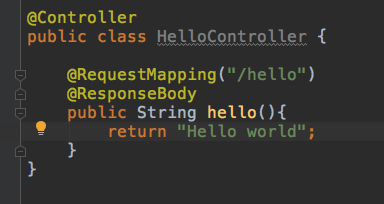 @Controller
public class HelloController {
@RequestMapping("/hello")
@ResponseBody
public String hello(){
return "Hello world";
}
}